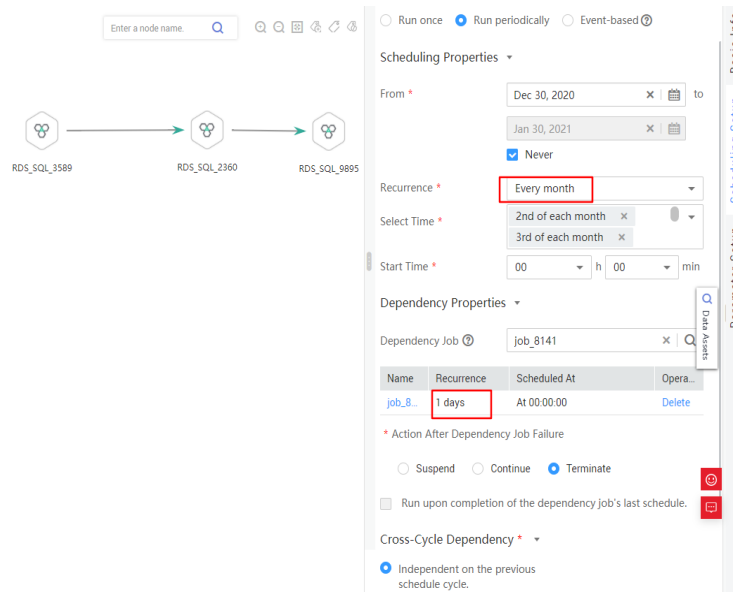 Enter a node name.
RDS_SQL_3589
RDS_SQL_2360
RDS_SQL_9895
Run once Run periodically Event-based
Scheduling Properties
From * Dec 30, 2020 to
Jan 30, 2021
Never
Recurrence * Every month
Select Time * 2nd of each month
3rd of each month
Start Time * 00 h 00 min
Dependency Properties
Dependency Job job_8141
Name Recurrence Scheduled At Opera...
job_8... 1 days At 00:00:00 Delete
* Action After Dependency Job Failure
Suspend Continue Terminate
Run upon completion of the dependency job's last schedule.
Cross-Cycle Dependency *
Independent on the previous
schedule cycle.
Data Assets